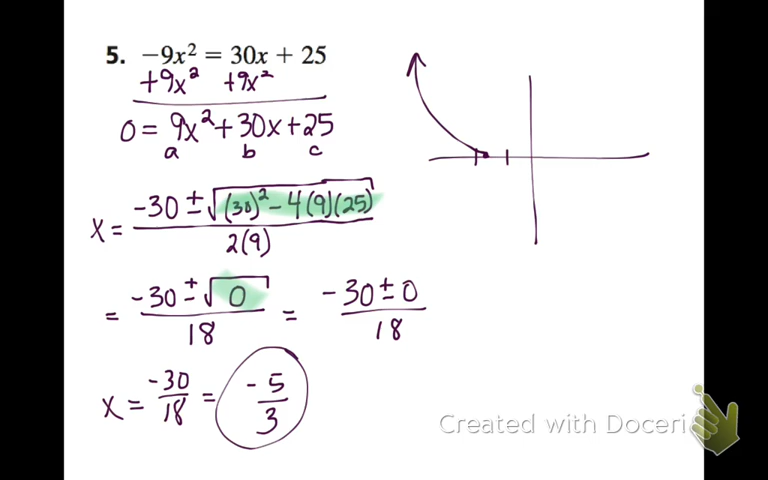 5. −9x² = 30x + 25
+9x² +9x²
0 = 9x² + 30x + 25
a b c
x = -30 ± √(30)² - 4(9)(25) / 2(9)
= -30 ± √0 / 18 = -30 ± 0 / 18
x = -30/18 = -5/3
Created with Doceri